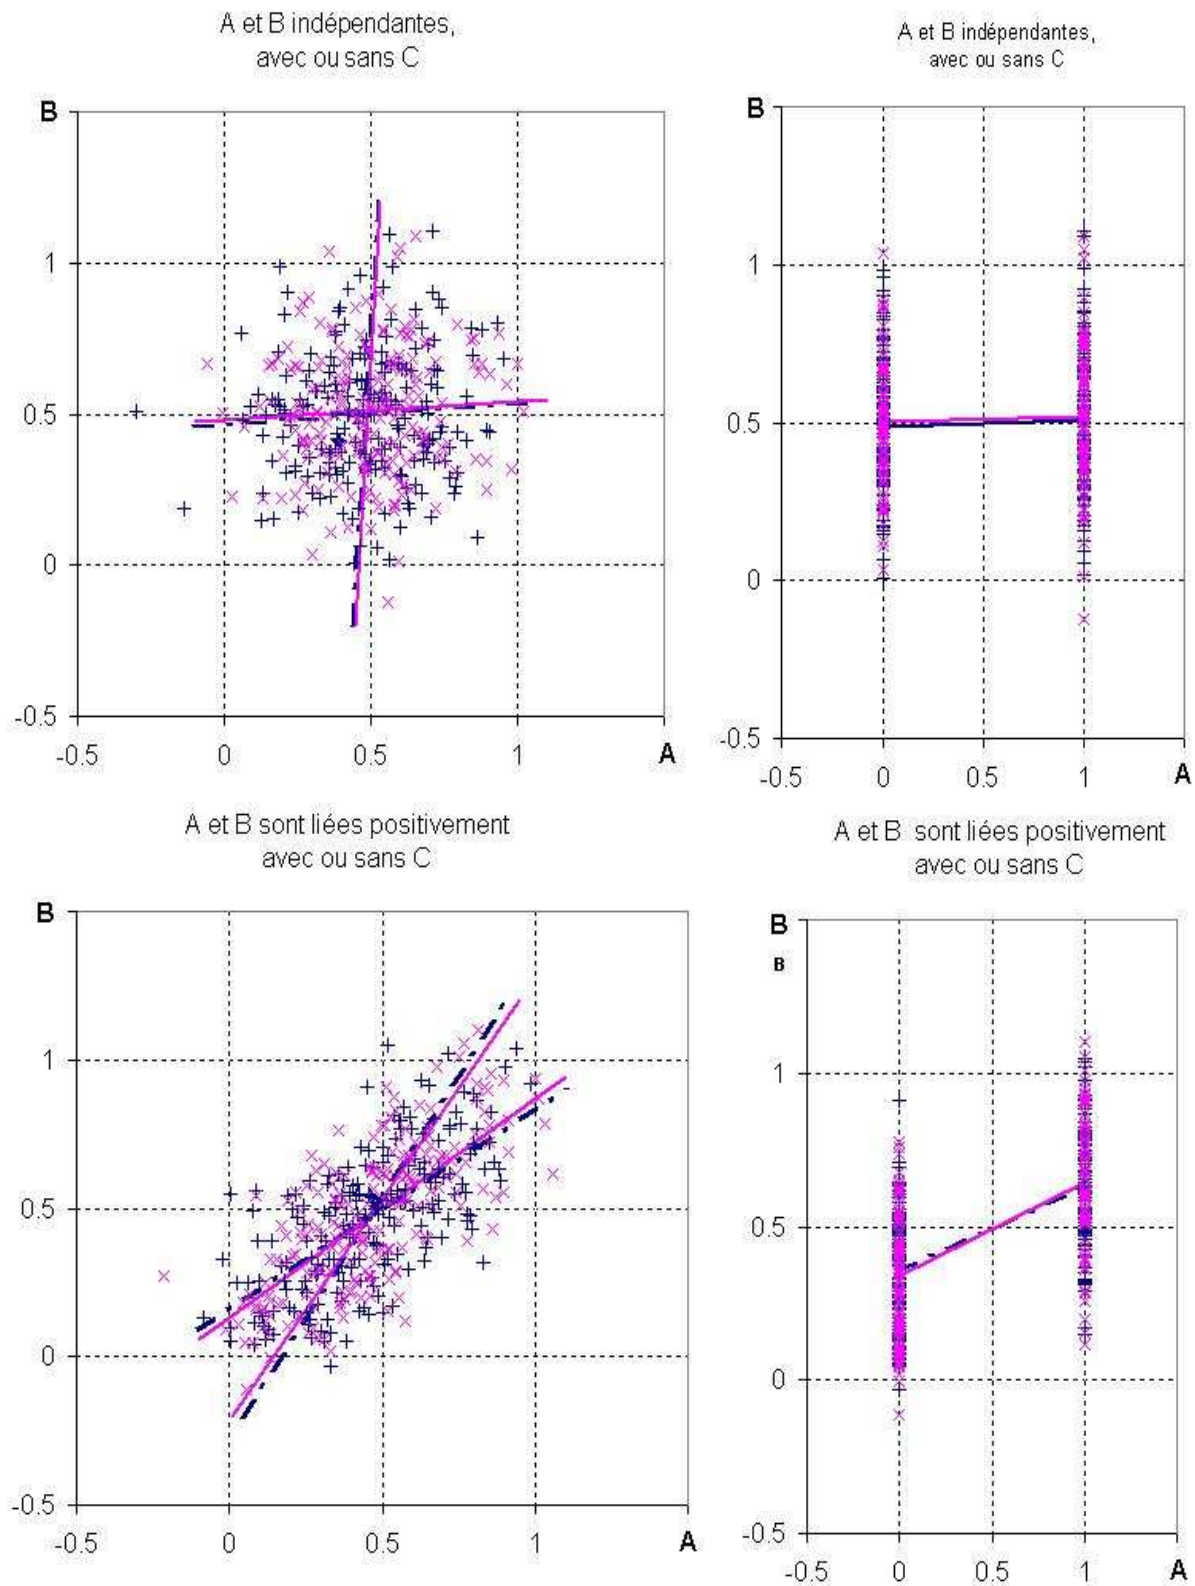 A et B indépendantes,
avec ou sans C
B
1
0.5
0
-0.5
-0.5 0 0.5 1 A
A et B indépendantes,
avec ou sans C
B
1
0.5
0
-0.5
-0.5 0 0.5 1 A
A et B sont liées positivement
avec ou sans C
B
1
0.5
0
-0.5
-0.5 0 0.5 1 A
A et B sont liées positivement
avec ou sans C
B
B
1
0.5
0
-0.5
-0.5 0 0.5 1 A